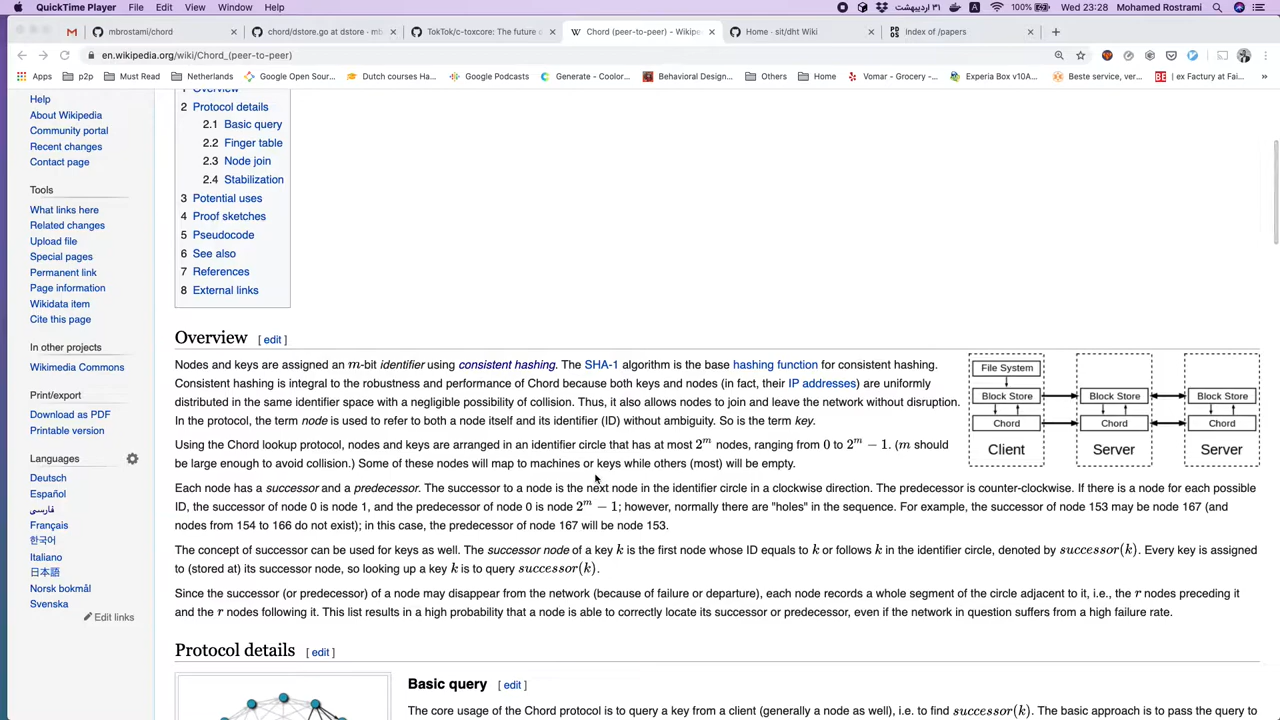 QuickTime Player File Edit View Window Help ۳۱ اردیبهشت 100% Wed 23:28 Mohamed Rostrami
mbrostami/chord × chord/dstore.go at dstore · mb × TokTok/c-toxcore: The future o × Chord (peer-to-peer) - Wikipe × Home · sit/dht Wiki × Index of /papers × +
en.wikipedia.org/wiki/Chord_(peer-to-peer)
Apps p2p Must Read Netherlands Google Open Sour... Dutch courses Ha... Google Podcasts Generate - Coolor... Behavioral Design... Others Home Vomar - Grocery -... Experia Box v10A... Beste service, ver... BE | ex Factory at Fai... »
Help
About Wikipedia
Community portal
Recent changes
Contact page
Tools
What links here
Related changes
Upload file
Special pages
Permanent link
Page information
Wikidata item
Cite this page
In other projects
Wikimedia Commons
Print/export
Download as PDF
Printable version
Languages
Deutsch
Español
فارسی
Français
한국어
Italiano
日本語
Norsk bokmål
Svenska
Edit links
1 Overview
2 Protocol details
2.1 Basic query
2.2 Finger table
2.3 Node join
2.4 Stabilization
3 Potential uses
4 Proof sketches
5 Pseudocode
6 See also
7 References
8 External links
Overview [ edit ]
Nodes and keys are assigned an m-bit identifier using consistent hashing. The SHA-1 algorithm is the base hashing function for consistent hashing.
Consistent hashing is integral to the robustness and performance of Chord because both keys and nodes (in fact, their IP addresses) are uniformly
distributed in the same identifier space with a negligible possibility of collision. Thus, it also allows nodes to join and leave the network without disruption.
In the protocol, the term node is used to refer to both a node itself and its identifier (ID) without ambiguity. So is the term key.
Using the Chord lookup protocol, nodes and keys are arranged in an identifier circle that has at most 2^m nodes, ranging from 0 to 2^m − 1. (m should
be large enough to avoid collision.) Some of these nodes will map to machines or keys while others (most) will be empty.
Each node has a successor and a predecessor. The successor to a node is the next node in the identifier circle in a clockwise direction. The predecessor is counter-clockwise. If there is a node for each possible
ID, the successor of node 0 is node 1, and the predecessor of node 0 is node 2^m − 1; however, normally there are "holes" in the sequence. For example, the successor of node 153 may be node 167 (and
nodes from 154 to 166 do not exist); in this case, the predecessor of node 167 will be node 153.
The concept of successor can be used for keys as well. The successor node of a key k is the first node whose ID equals to k or follows k in the identifier circle, denoted by successor(k). Every key is assigned
to (stored at) its successor node, so looking up a key k is to query successor(k).
Since the successor (or predecessor) of a node may disappear from the network (because of failure or departure), each node records a whole segment of the circle adjacent to it, i.e., the r nodes preceding it
and the r nodes following it. This list results in a high probability that a node is able to correctly locate its successor or predecessor, even if the network in question suffers from a high failure rate.
File System
Block Store Block Store Block Store
Chord Chord Chord
Client Server Server
Protocol details [ edit ]
Basic query [ edit ]
The core usage of the Chord protocol is to query a key from a client (generally a node as well), i.e. to find successor(k). The basic approach is to pass the query to